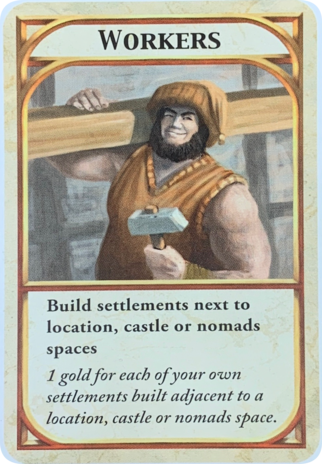 WORKERS
Build settlements next to
location, castle or nomads
spaces
1 gold for each of your own
settlements built adjacent to a
location, castle or nomads space.